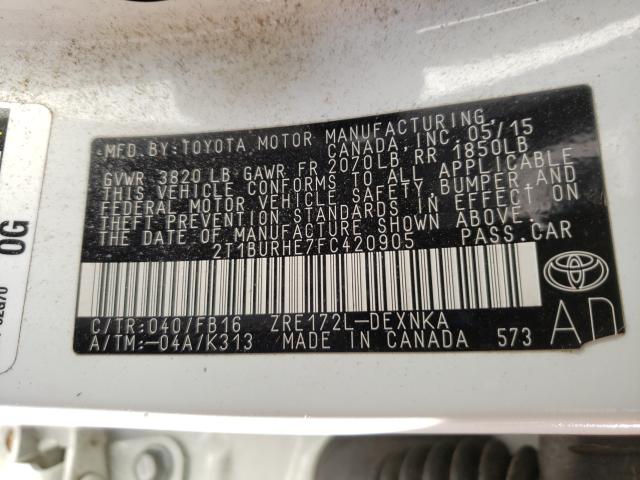 MFD. BY: TOYOTA MOTOR MANUFACTURING,
CANADA, INC. 05/15
GVWR 3820 LB GAWR FR 2070LB, RR 1850LB
THIS VEHICLE CONFORMS TO ALL APPLICABLE
FEDERAL MOTOR VEHICLE SAFETY, BUMPER, AND
THEFT PREVENTION STANDARDS IN EFFECT ON
THE DATE OF MANUFACTURE SHOWN ABOVE.
2T1BURHE7FC420905 PASS.CAR
C/TR: 040/FB16 ZRE172L-DEXNKA
A/TM:-04A/K313 MADE IN CANADA 573
AD
OG